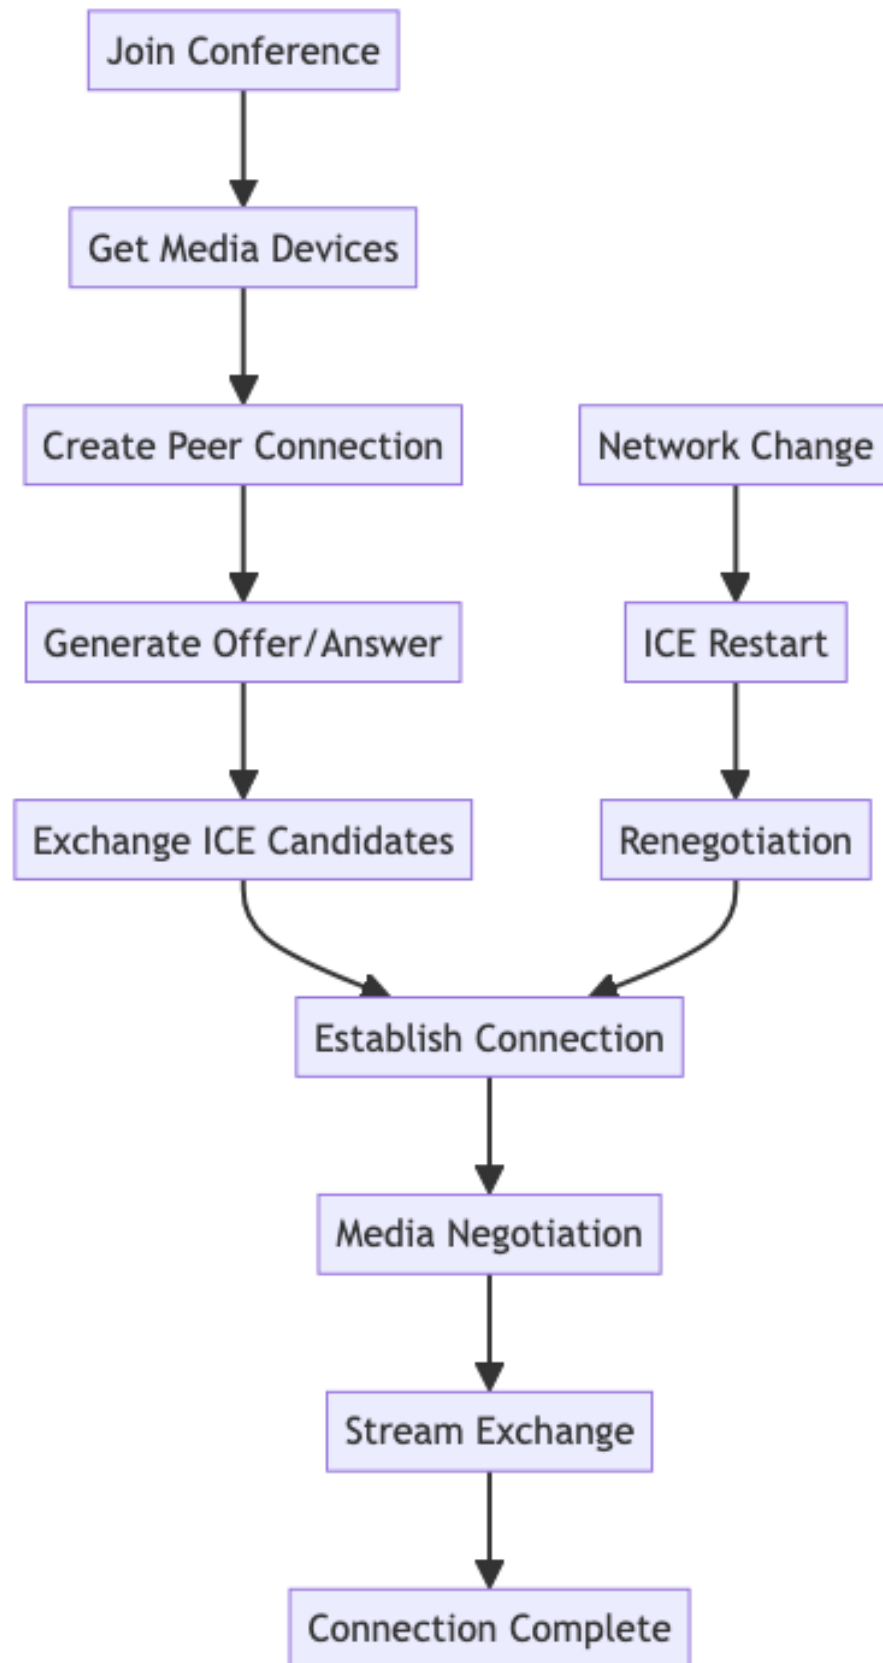 Join Conference
Get Media Devices
Create Peer Connection
Network Change
Generate Offer/Answer
ICE Restart
Exchange ICE Candidates
Renegotiation
Establish Connection
Media Negotiation
Stream Exchange
Connection Complete